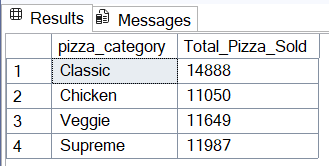 Results Messages
pizza_category Total_Pizza_Sold
1 Classic 14888
2 Chicken 11050
3 Veggie 11649
4 Supreme 11987